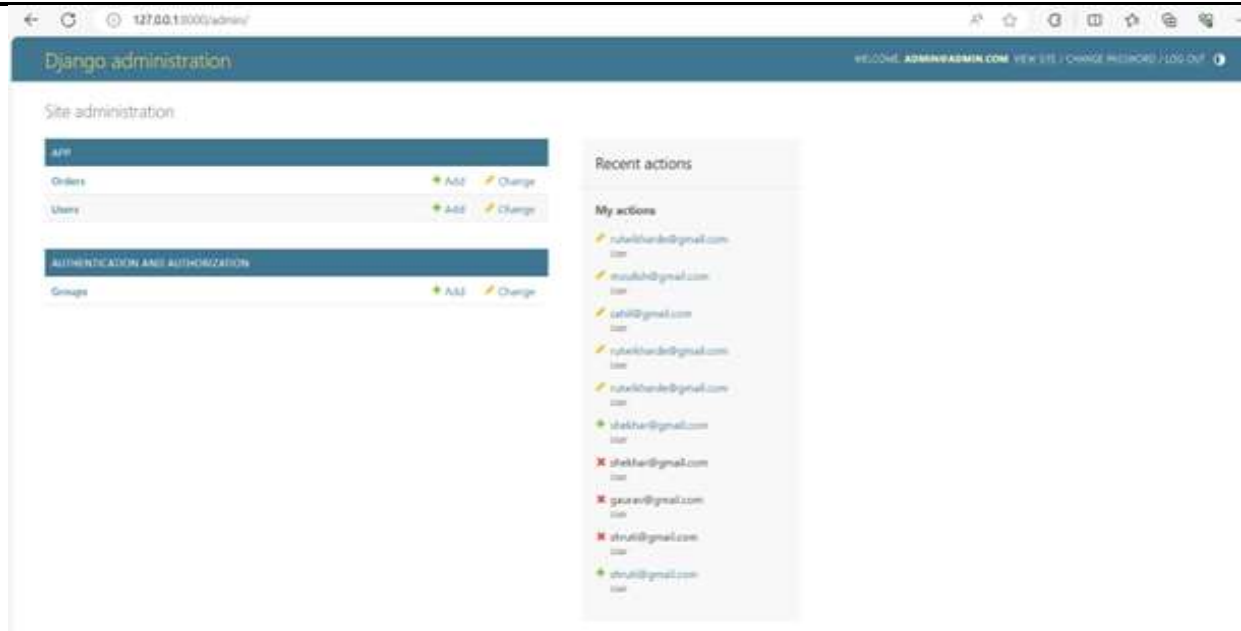 127.0.0.1:8000/admin/
Django administration
WELCOME, ADMIN@ADMIN.COM. VIEW SITE / CHANGE PASSWORD / LOG OUT
Site administration
APP
Orders Add Change
Users Add Change
AUTHENTICATION AND AUTHORIZATION
Groups Add Change
Recent actions
My actions
User
User
sahil@gmail.com
User
User
User
shekhar@gmail.com
User
shekhar@gmail.com
User
gaurav@gmail.com
User
shruti@gmail.com
User
shruti@gmail.com
User